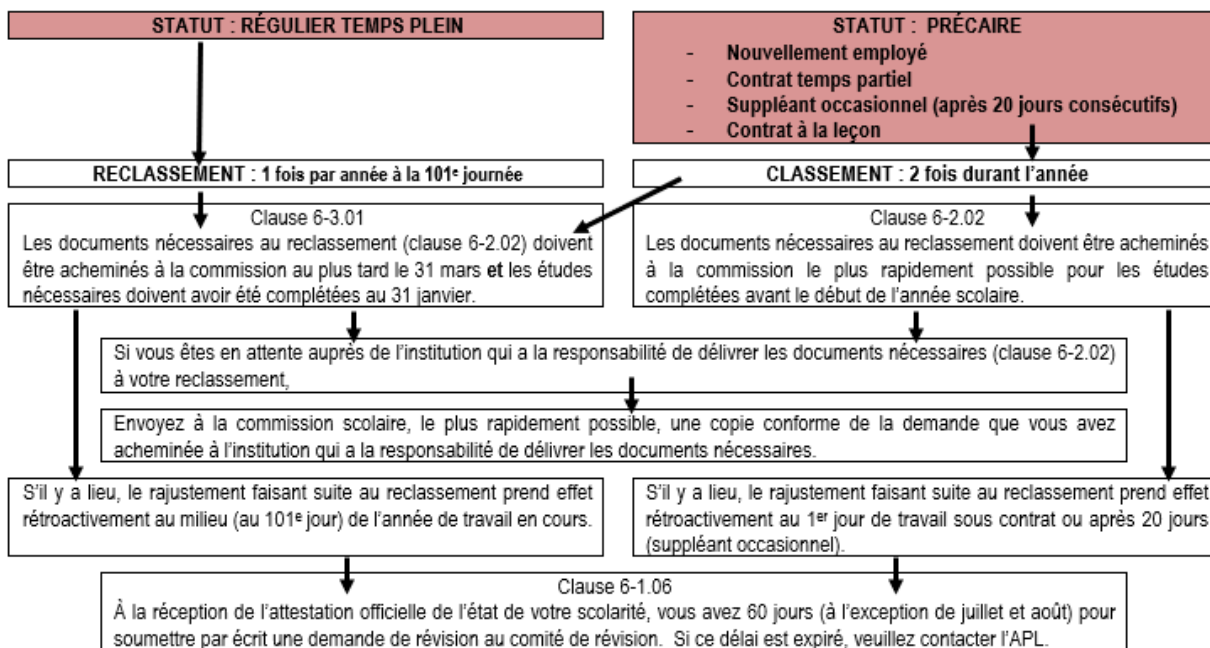 STATUT : RÉGULIER TEMPS PLEIN
STATUT : PRÉCAIRE
- Nouvellement employé
- Contrat temps partiel
- Suppléant occasionnel (après 20 jours consécutifs)
- Contrat à la leçon
RECLASSEMENT : 1 fois par année à la 101e journée
CLASSEMENT : 2 fois durant l'année
Clause 6-3.01
Les documents nécessaires au reclassement (clause 6-2.02) doivent
être acheminés à la commission au plus tard le 31 mars et les études
nécessaires doivent avoir été complétées au 31 janvier.
Clause 6-2.02
Les documents nécessaires au reclassement doivent être acheminés
à la commission le plus rapidement possible pour les études
complétées avant le début de l'année scolaire.
Si vous êtes en attente auprès de l'institution qui a la responsabilité de délivrer les documents nécessaires (clause 6-2.02)
à votre reclassement,
Envoyez à la commission scolaire, le plus rapidement possible, une copie conforme de la demande que vous avez
acheminée à l'institution qui a la responsabilité de délivrer les documents nécessaires.
S'il y a lieu, le rajustement faisant suite au reclassement prend effet
rétroactivement au milieu (au 101e jour) de l'année de travail en cours.
S'il y a lieu, le rajustement faisant suite au reclassement prend effet
rétroactivement au 1er jour de travail sous contrat ou après 20 jours
(suppléant occasionnel).
Clause 6-1.06
À la réception de l'attestation officielle de l'état de votre scolarité, vous avez 60 jours (à l'exception de juillet et août) pour
soumettre par écrit une demande de révision au comité de révision. Si ce délai est expiré, veuillez contacter l'APL.